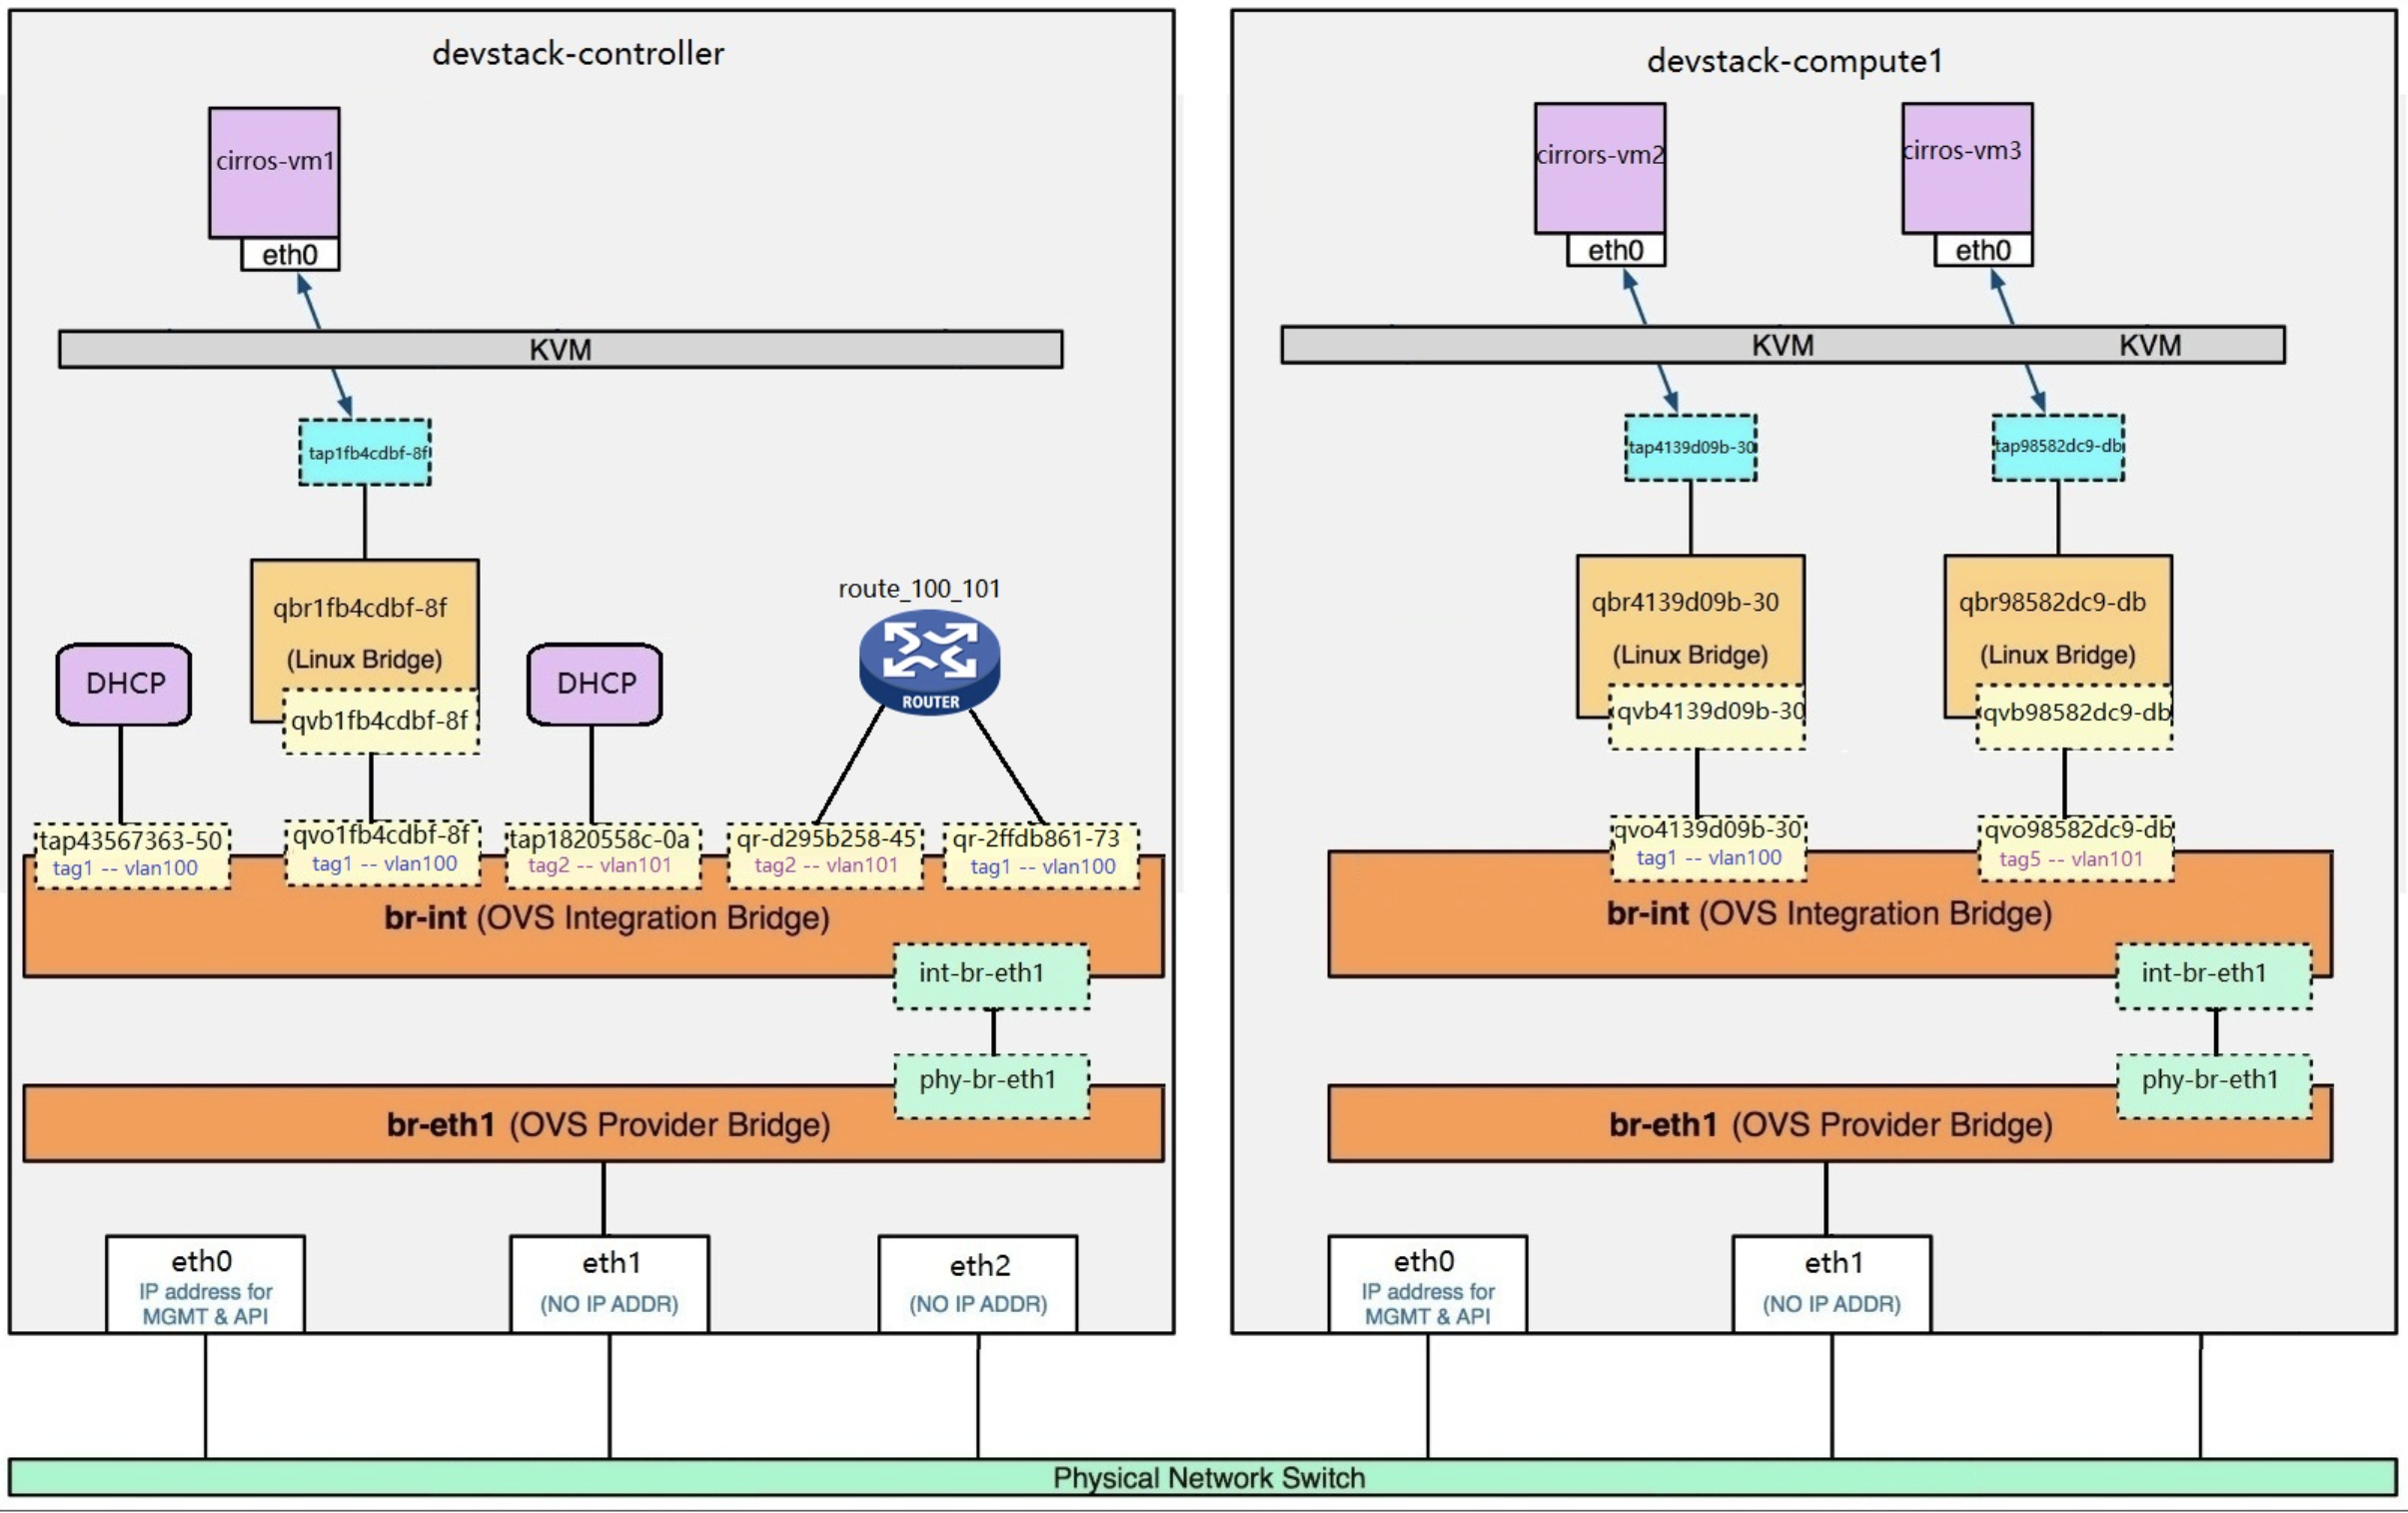 devstack-controller
cirros-vm1
eth0
KVM
tap1fb4cdbf-8f
qbr1fb4cdbf-8f
(Linux Bridge)
qvb1fb4cdbf-8f
DHCP
DHCP
route_100_101
ROUTER
tap43567363-50
tag1 -- vlan100
qvo1fb4cdbf-8f
tag1 -- vlan100
tap1820558c-0a
tag2 -- vlan101
qr-d295b258-45
tag2 -- vlan101
qr-2ffdb861-73
tag1 -- vlan100
br-int (OVS Integration Bridge)
int-br-eth1
phy-br-eth1
br-eth1 (OVS Provider Bridge)
eth0
IP address for
MGMT & API
eth1
(NO IP ADDR)
eth2
(NO IP ADDR)
devstack-compute1
cirrors-vm2
eth0
cirros-vm3
eth0
KVM
KVM
tap4139d09b-30
tap98582dc9-db
qbr4139d09b-30
(Linux Bridge)
qvb4139d09b-30
qbr98582dc9-db
(Linux Bridge)
qvb98582dc9-db
qvo4139d09b-30
tag1 -- vlan100
qvo98582dc9-db
tag5 -- vlan101
br-int (OVS Integration Bridge)
int-br-eth1
phy-br-eth1
br-eth1 (OVS Provider Bridge)
eth0
IP address for
MGMT & API
eth1
(NO IP ADDR)
Physical Network Switch